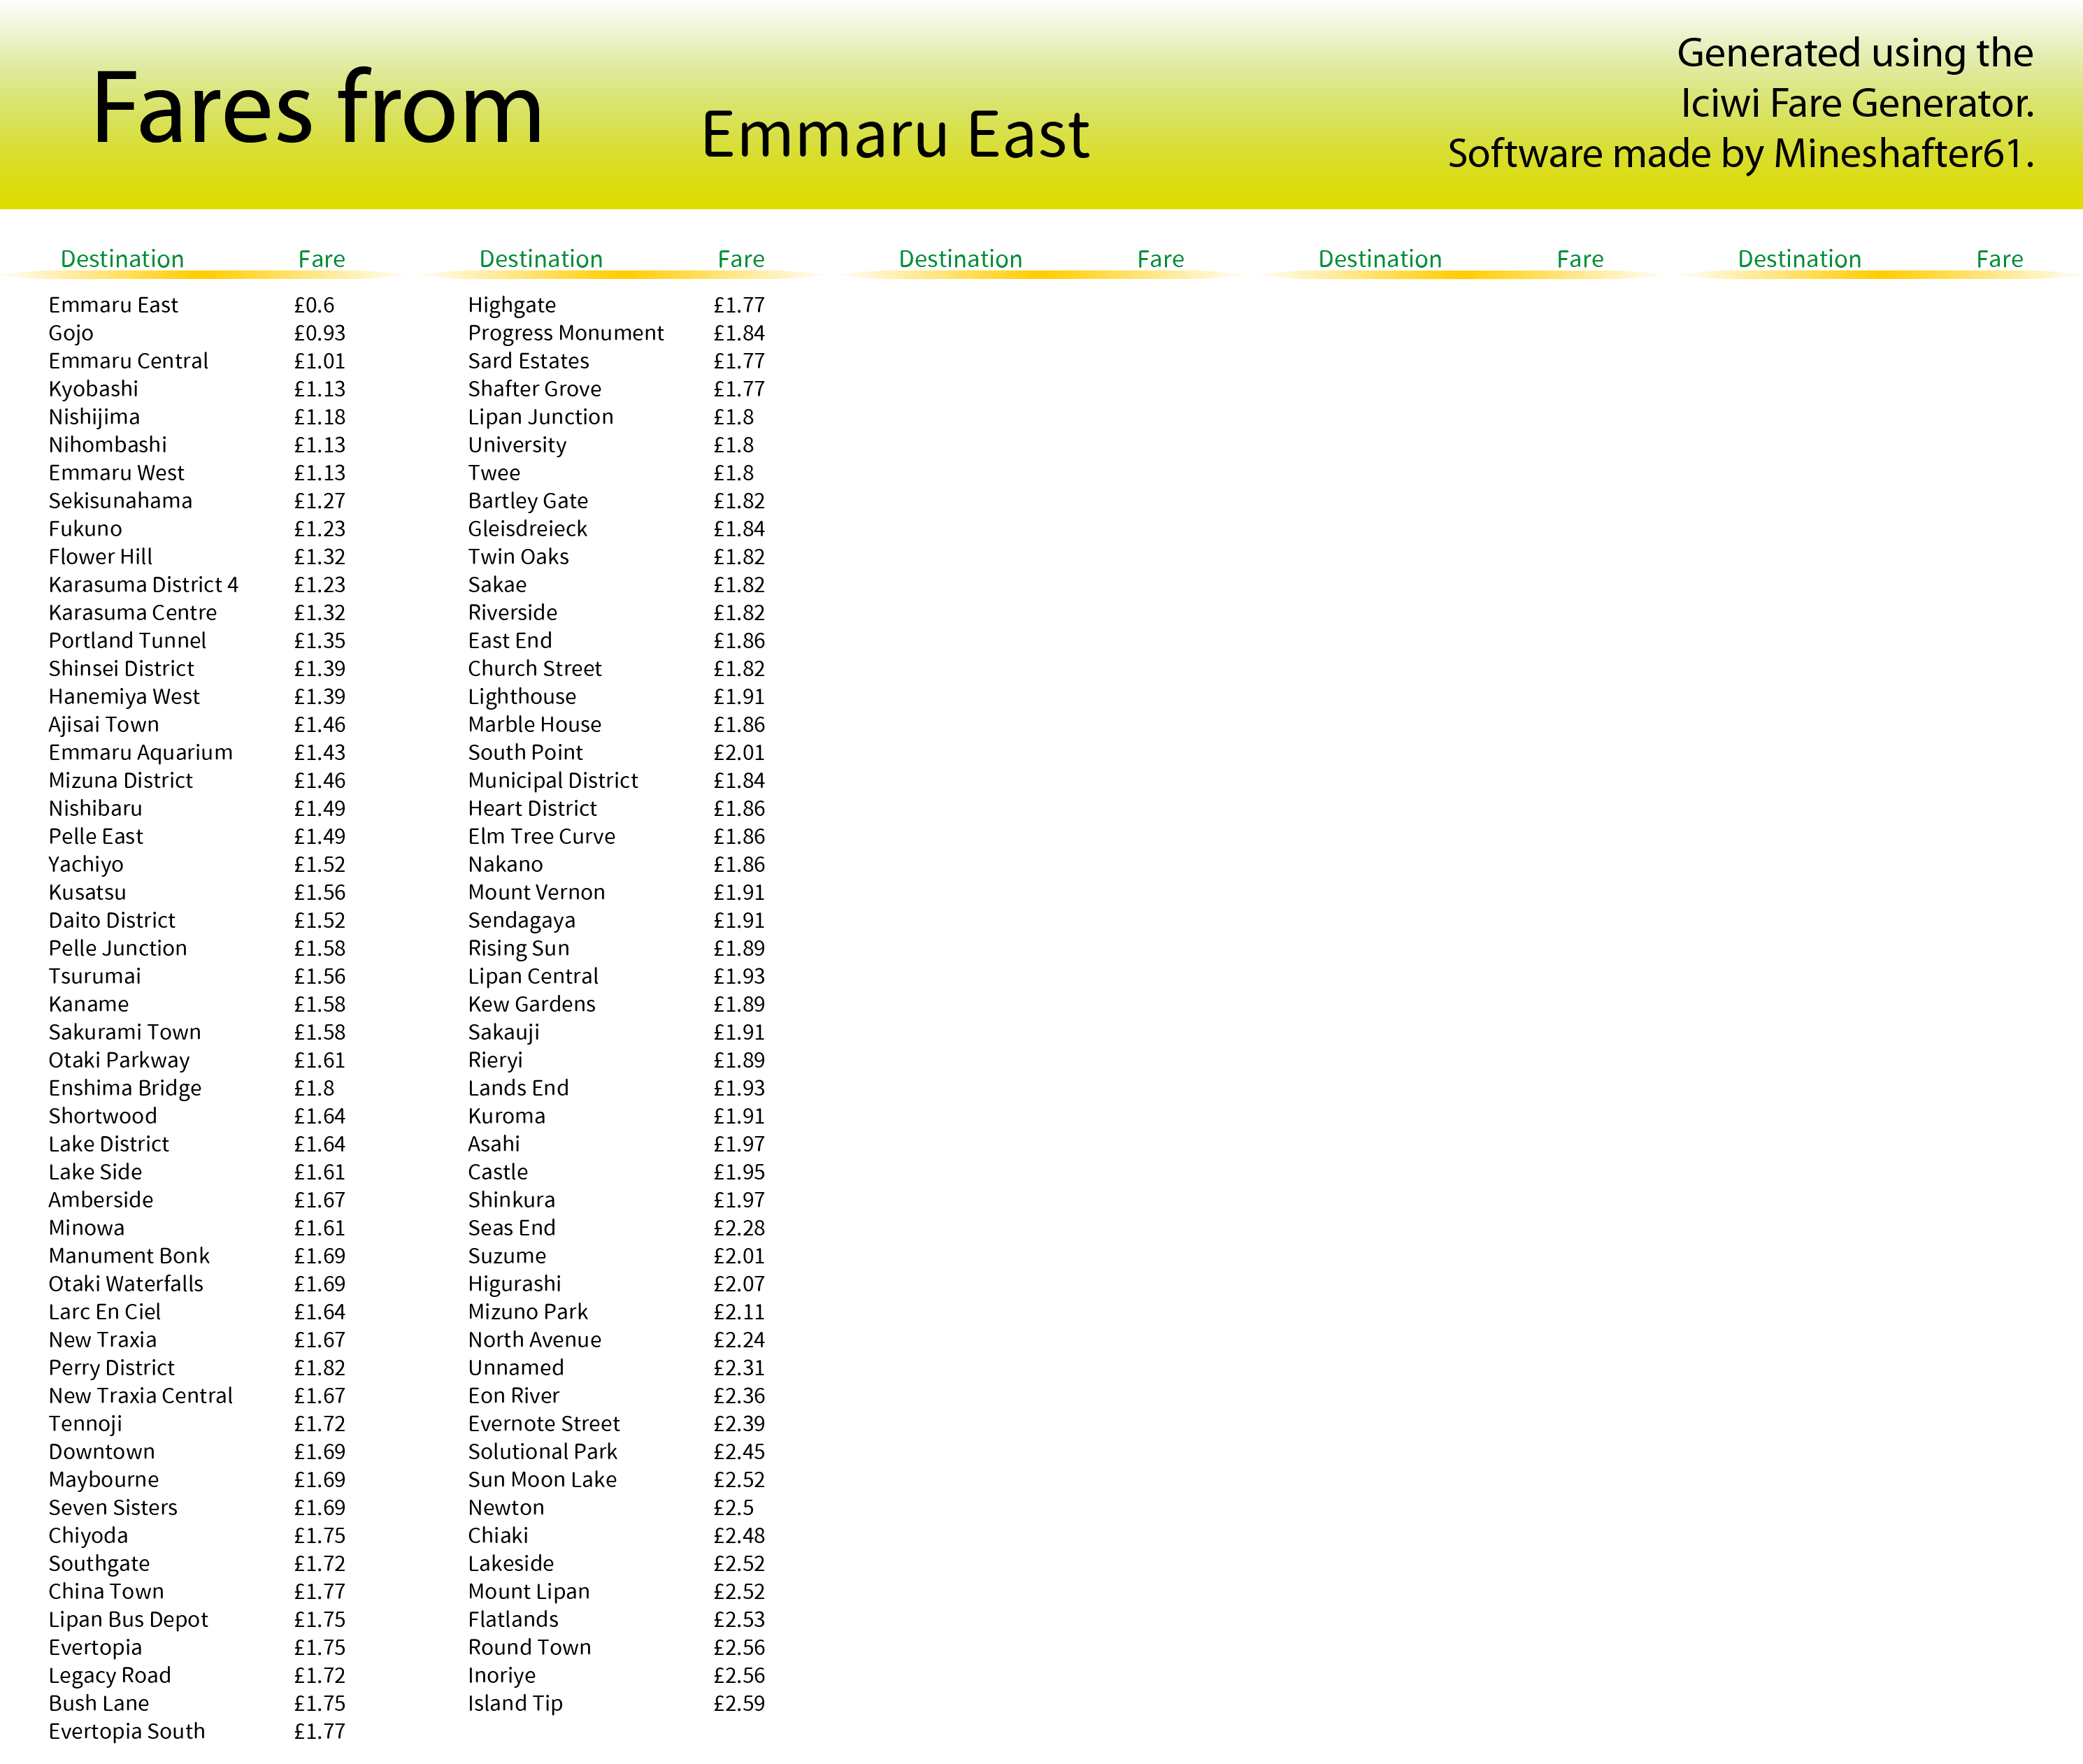 Fares from
Emmaru East
Generated using the
Iciwi Fare Generator.
Software made by Mineshafter61.
Destination Fare
Emmaru East £0.6
Gojo £0.93
Emmaru Central £1.01
Kyobashi £1.13
Nishijima £1.18
Nihombashi £1.13
Emmaru West £1.13
Sekisunahama £1.27
Fukuno £1.23
Flower Hill £1.32
Karasuma District 4 £1.23
Karasuma Centre £1.32
Portland Tunnel £1.35
Shinsei District £1.39
Hanemiya West £1.39
Ajisai Town £1.46
Emmaru Aquarium £1.43
Mizuna District £1.46
Nishibaru £1.49
Pelle East £1.49
Yachiyo £1.52
Kusatsu £1.56
Daito District £1.52
Pelle Junction £1.58
Tsurumai £1.56
Kaname £1.58
Sakurami Town £1.58
Otaki Parkway £1.61
Enshima Bridge £1.8
Shortwood £1.64
Lake District £1.64
Lake Side £1.61
Amberside £1.67
Minowa £1.61
Manument Bonk £1.69
Otaki Waterfalls £1.69
Larc En Ciel £1.64
New Traxia £1.67
Perry District £1.82
New Traxia Central £1.67
Tennoji £1.72
Downtown £1.69
Maybourne £1.69
Seven Sisters £1.69
Chiyoda £1.75
Southgate £1.72
China Town £1.77
Lipan Bus Depot £1.75
Evertopia £1.75
Legacy Road £1.72
Bush Lane £1.75
Evertopia South £1.77
Destination Fare
Highgate £1.77
Progress Monument £1.84
Sard Estates £1.77
Shafter Grove £1.77
Lipan Junction £1.8
University £1.8
Twee £1.8
Bartley Gate £1.82
Gleisdreieck £1.84
Twin Oaks £1.82
Sakae £1.82
Riverside £1.82
East End £1.86
Church Street £1.82
Lighthouse £1.91
Marble House £1.86
South Point £2.01
Municipal District £1.84
Heart District £1.86
Elm Tree Curve £1.86
Nakano £1.86
Mount Vernon £1.91
Sendagaya £1.91
Rising Sun £1.89
Lipan Central £1.93
Kew Gardens £1.89
Sakauji £1.91
Rieryi £1.89
Lands End £1.93
Kuroma £1.91
Asahi £1.97
Castle £1.95
Shinkura £1.97
Seas End £2.28
Suzume £2.01
Higurashi £2.07
Mizuno Park £2.11
North Avenue £2.24
Unnamed £2.31
Eon River £2.36
Evernote Street £2.39
Solutional Park £2.45
Sun Moon Lake £2.52
Newton £2.5
Chiaki £2.48
Lakeside £2.52
Mount Lipan £2.52
Flatlands £2.53
Round Town £2.56
Inoriye £2.56
Island Tip £2.59
Destination Fare
Destination Fare
Destination Fare